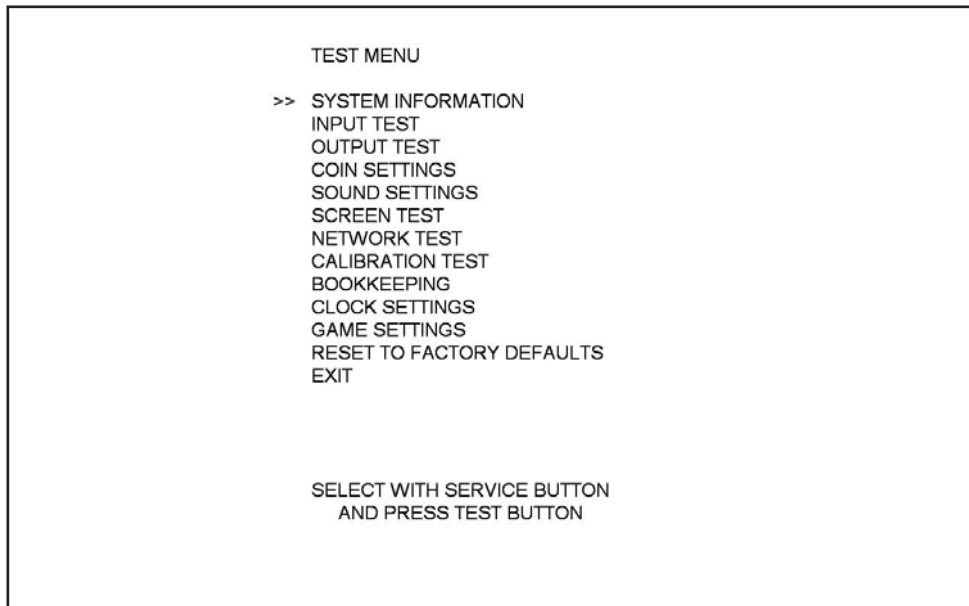 TEST MENU
>> SYSTEM INFORMATION
INPUT TEST
OUTPUT TEST
COIN SETTINGS
SOUND SETTINGS
SCREEN TEST
NETWORK TEST
CALIBRATION TEST
BOOKKEEPING
CLOCK SETTINGS
GAME SETTINGS
RESET TO FACTORY DEFAULTS
EXIT
SELECT WITH SERVICE BUTTON
AND PRESS TEST BUTTON